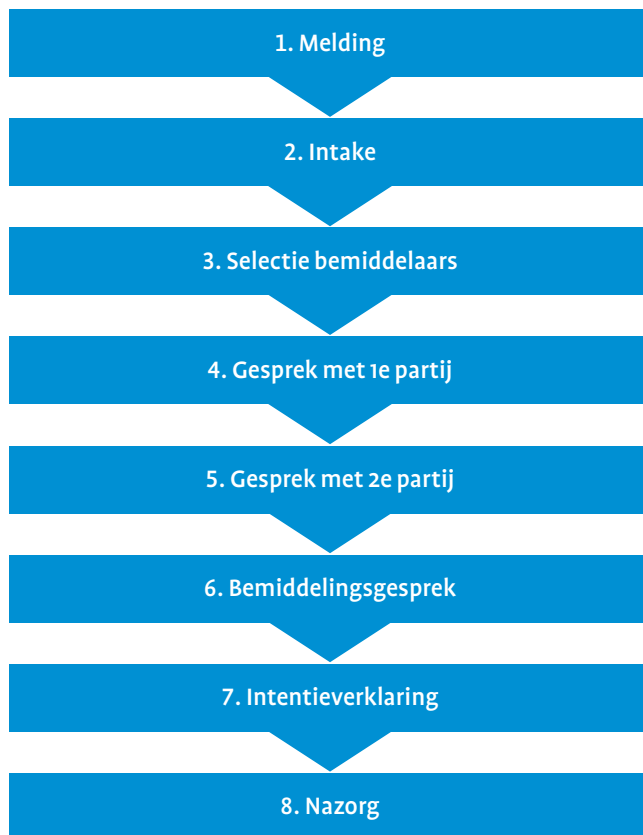 1. Melding
2. Intake
3. Selectie bemiddelaars
4. Gesprek met 1e partij
5. Gesprek met 2e partij
6. Bemiddelingsgesprek
7. Intentieverklaring
8. Nazorg